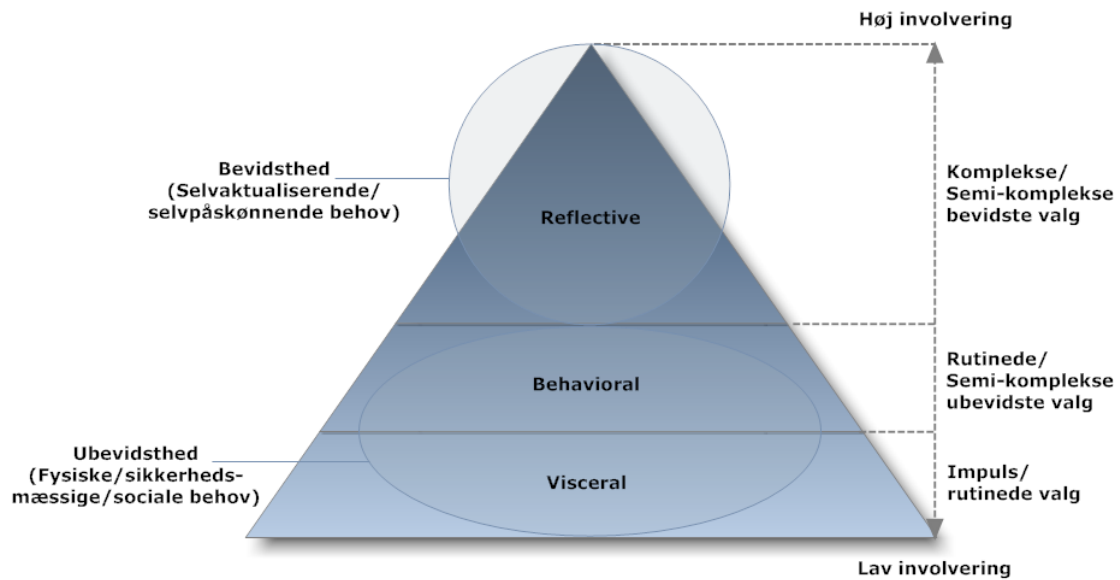 Høj involvering
Bevidsthed
(Selvaktualiserende/
selvpåskønnende behov)
Reflective
Komplekse/
Semi-komplekse
bevidste valg
Behavioral
Rutinede/
Semi-komplekse
ubevidste valg
Ubevidsthed
(Fysiske/sikkerheds-
mæssige/sociale behov)
Visceral
Impuls/
rutinede valg
Lav involvering